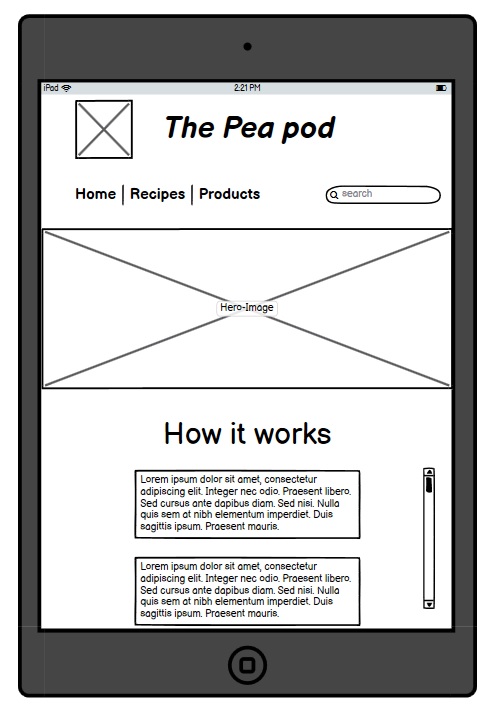 iPad 2:21 PM
The Pea pod
Home Recipes Products search
Hero-Image
How it works
Lorem ipsum dolor sit amet, consectetur
adipiscing elit. Integer nec odio. Praesent libero.
Sed cursus ante dapibus diam. Sed nisi. Nulla
quis sem at nibh elementum imperdiet. Duis
sagittis ipsum. Praesent mauris.
Lorem ipsum dolor sit amet, consectetur
adipiscing elit. Integer nec odio. Praesent libero.
Sed cursus ante dapibus diam. Sed nisi. Nulla
quis sem at nibh elementum imperdiet. Duis
sagittis ipsum. Praesent mauris.